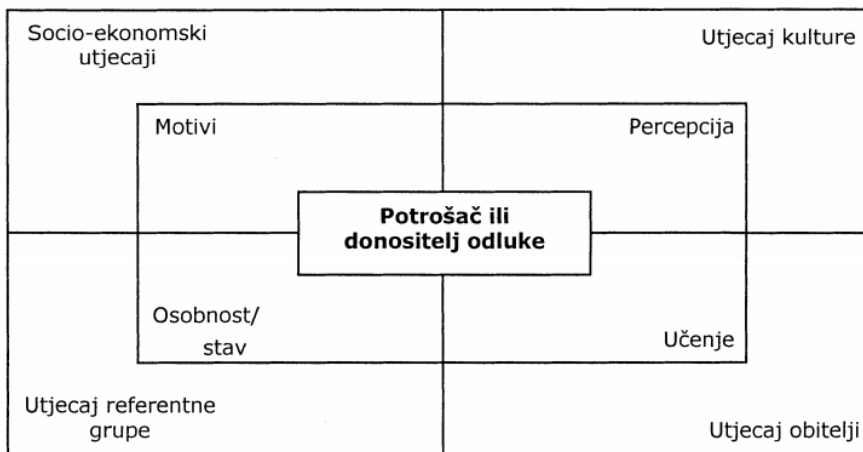 Socio-ekonomski
utjecaji
Utjecaj kulture
Motivi
Percepcija
Potrošač ili
donositelj odluke
Osobnost/
stav
Učenje
Utjecaj referentne
grupe
Utjecaj obitelji